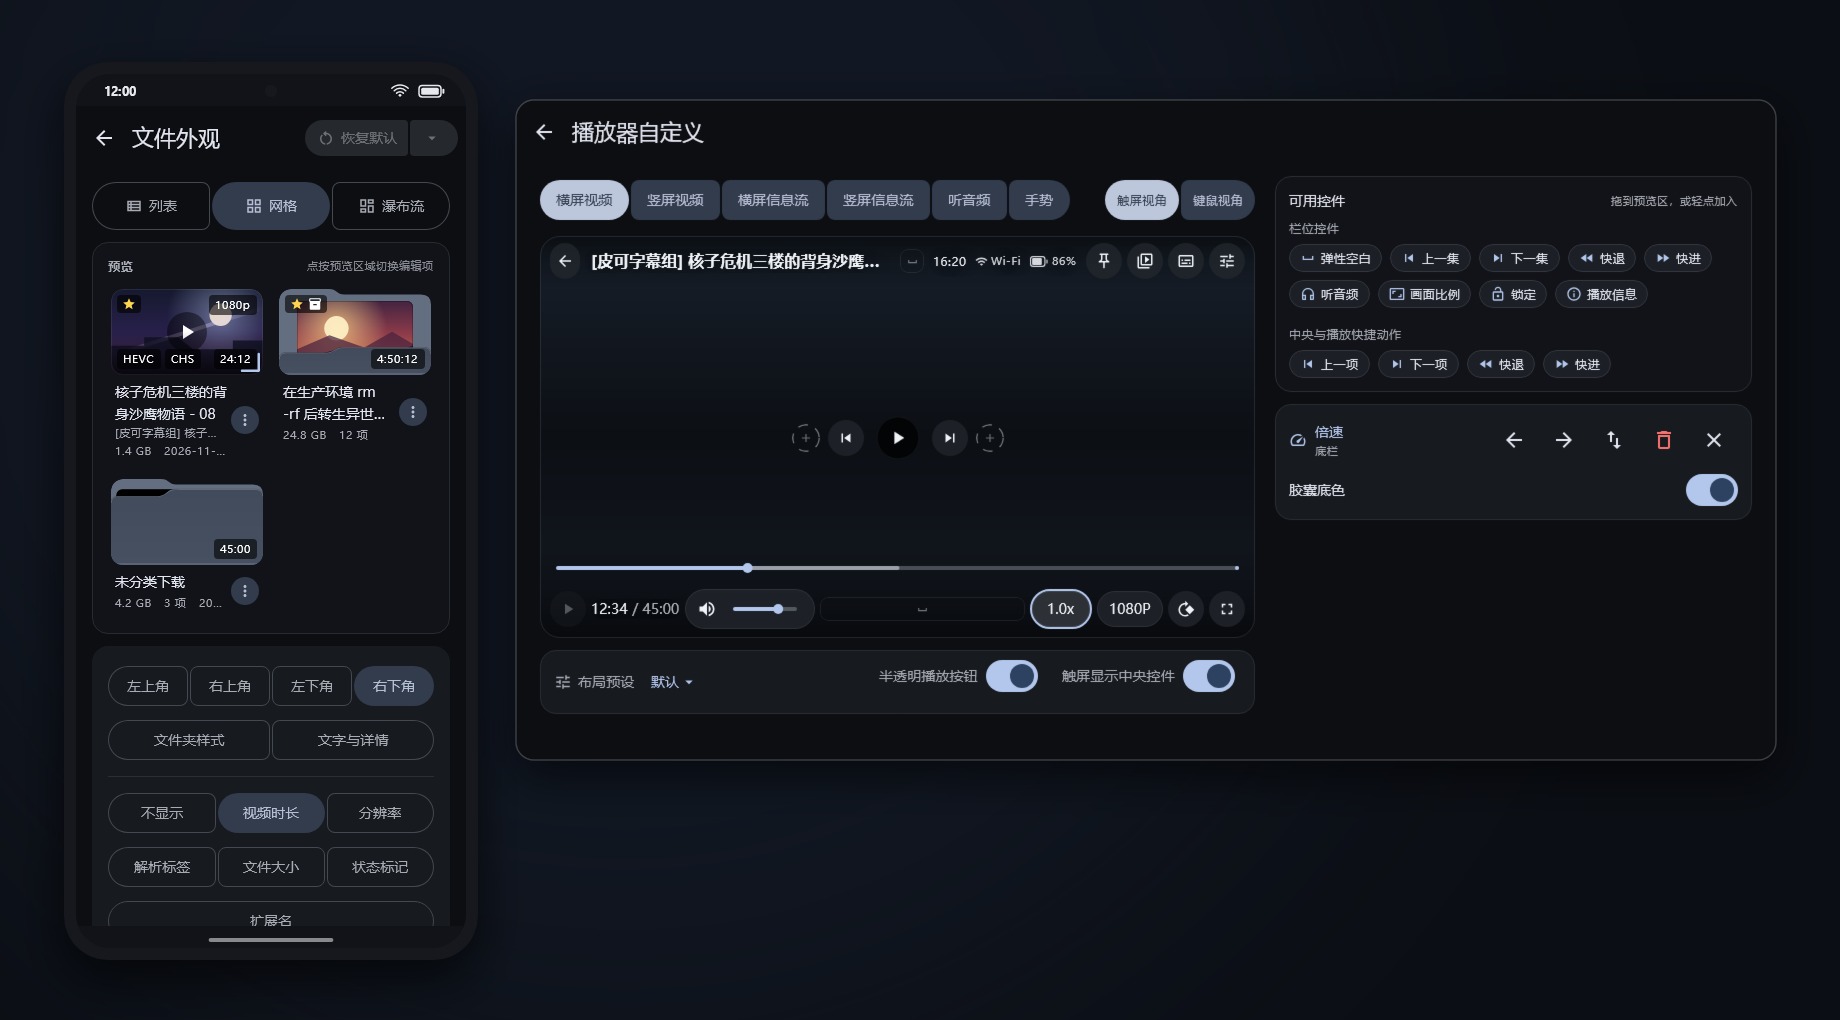 12:00
文件外观
恢复默认
列表
网格
瀑布流
预览
点按预览区域切换编辑项
1080p
HEVC
CHS
24:12
核子危机三楼的背
身沙鹰物语 - 08
[皮可字幕组] 核子...
1.4 GB 2026-11-...
4:50:12
在生产环境 rm
-rf 后转生异世...
24.8 GB 12 项
45:00
未分类下载
4.2 GB 3 项 20...
左上角
右上角
左下角
右下角
文件夹样式
文字与详情
不显示
视频时长
分辨率
解析标签
文件大小
状态标记
扩展名
播放器自定义
横屏视频
竖屏视频
横屏信息流
竖屏信息流
听音频
手势
触屏视角
键鼠视角
[皮可字幕组] 核子危机三楼的背身沙鹰...
16:20
Wi-Fi
86%
12:34 / 45:00
1.0x
1080P
布局预设
默认
半透明播放按钮
触屏显示中央控件
可用控件
拖到预览区，或轻点加入
栏位控件
弹性空白
上一集
下一集
快退
快进
听音频
画面比例
锁定
播放信息
中央与播放快捷动作
上一项
下一项
快退
快进
倍速
底栏
胶囊底色